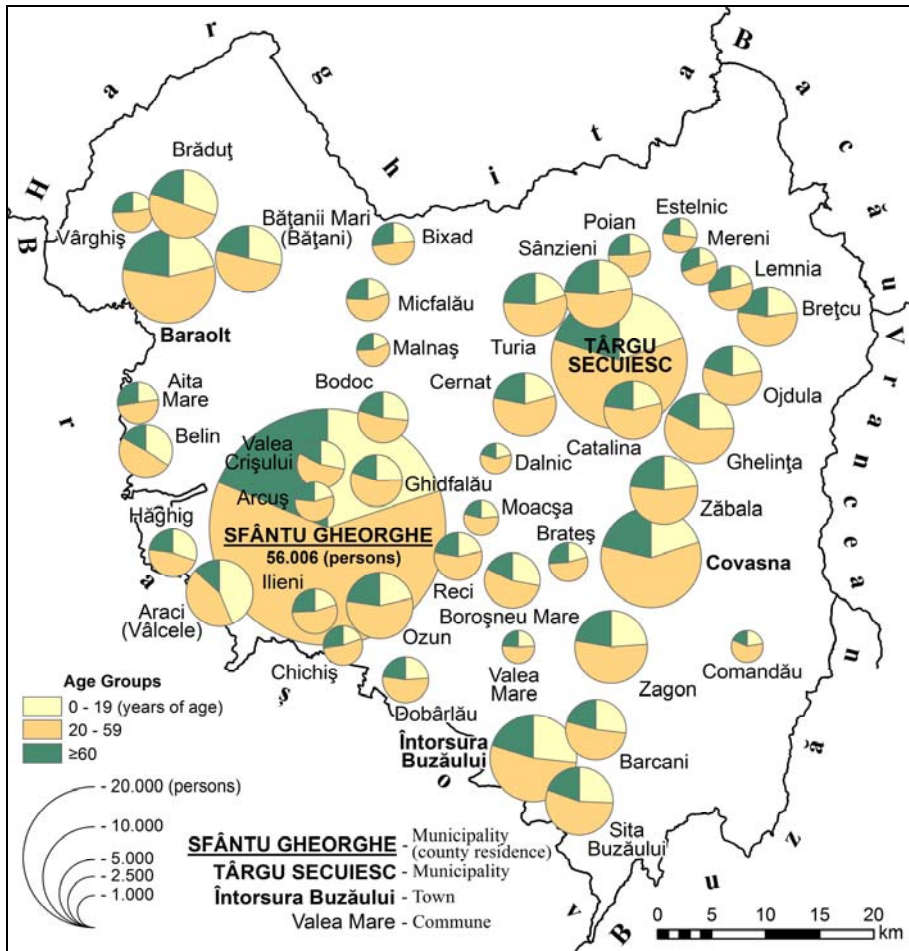 H a r g h i t a
B a c ă u
V r a n c e a
B u z ă u
B r a ş o v
Brăduţ
Vârghiş
Băţanii Mari
(Băţani)
Baraolt
Bixad
Micfalău
Malnaş
Estelnic
Poian
Mereni
Sânzieni
Lemnia
Breţcu
Turia
TÂRGU
SECUIESC
Bodoc
Cernat
Ojdula
Aita
Mare
Belin
Valea
Crişului
Catalina
Ghelinţa
Dalnic
Ghidfalău
Arcuş
Zăbala
Moacşa
Hăghig
SFÂNTU GHEORGHE
56.006 (persons)
Brateş
Covasna
Ilieni
Reci
Araci
(Vâlcele)
Boroşneu Mare
Ozun
Chichiş
Valea
Mare
Zagon
Comandău
Dobârlău
Întorsura
Buzăului
Barcani
Sita
Buzăului
Age Groups
0 - 19 (years of age)
20 - 59
≥60
- 20.000 (persons)
- 10.000
- 5.000
- 2.500
- 1.000
SFÂNTU GHEORGHE - Municipality
(county residence)
TÂRGU SECUIESC - Municipality
Întorsura Buzăului - Town
Valea Mare - Commune
0 5 10 15 20
km